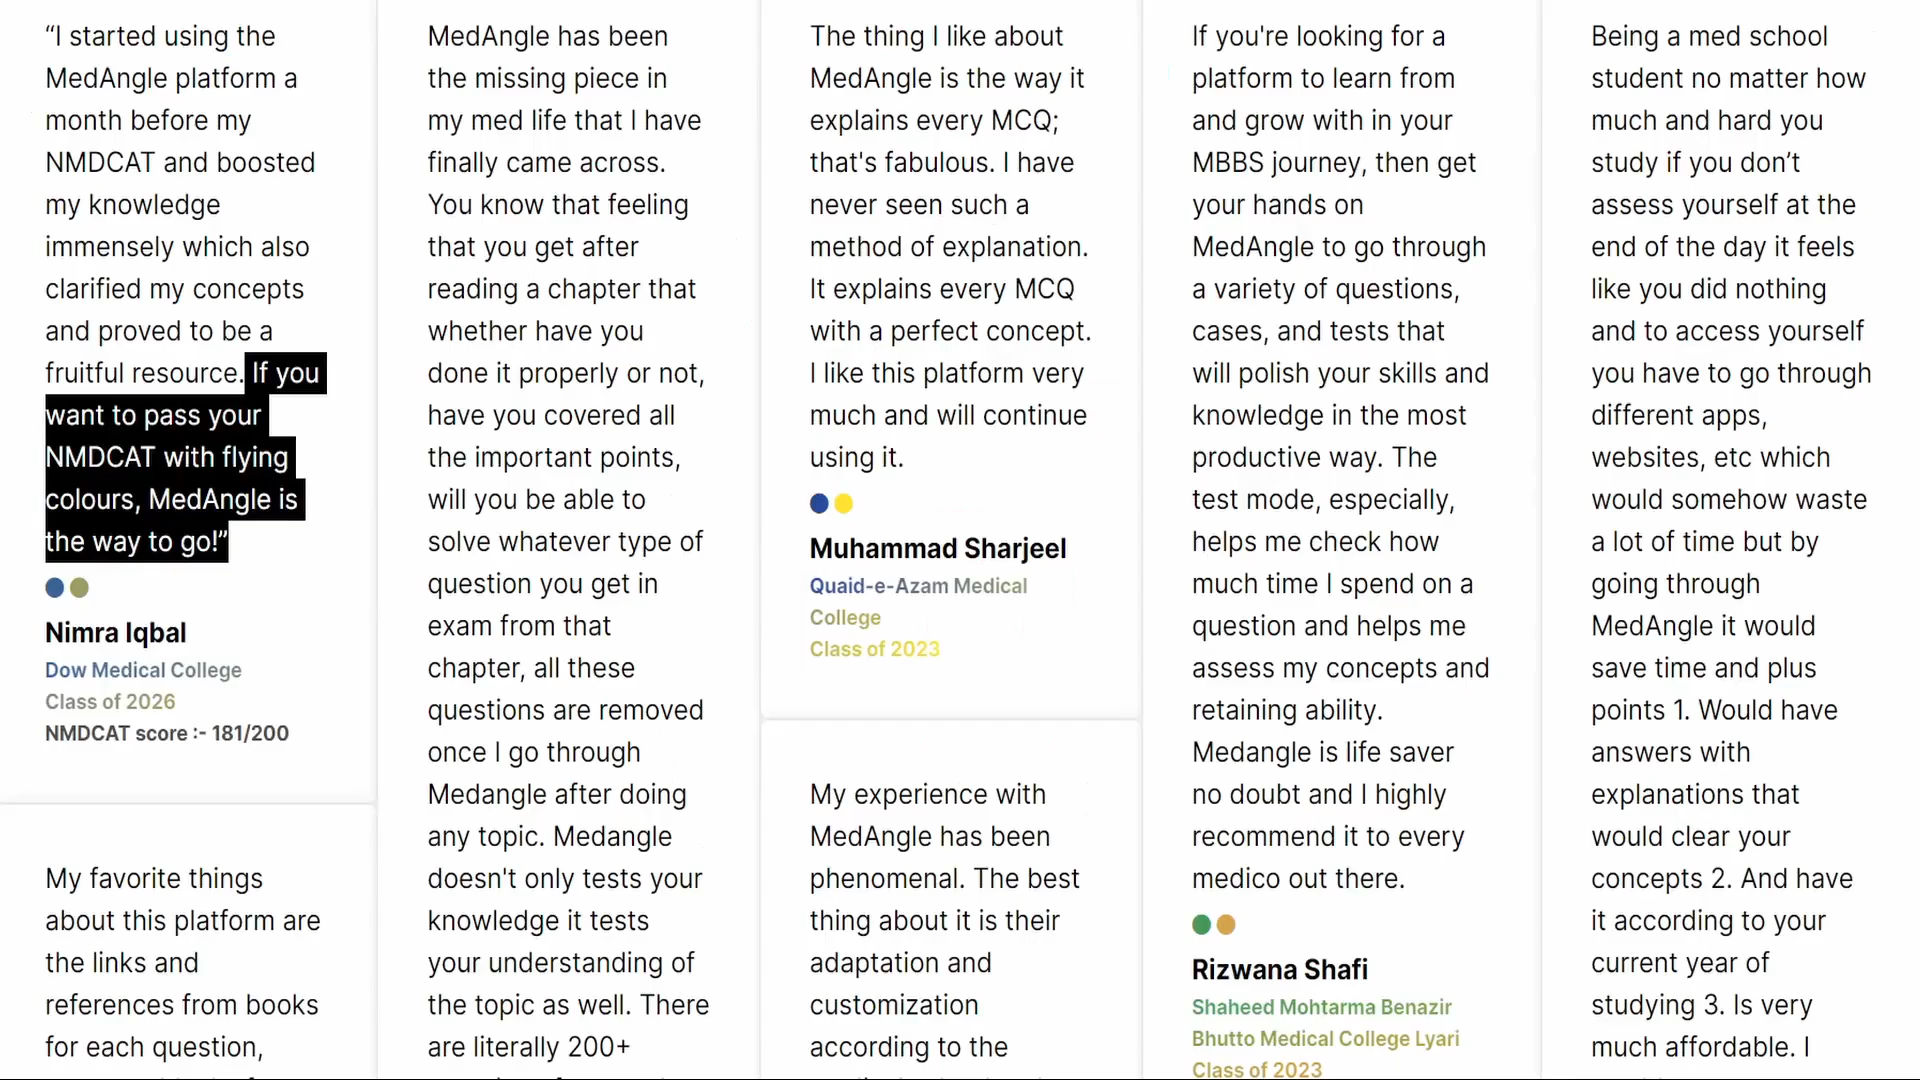 “I started using the
MedAngle platform a
month before my
NMDCAT and boosted
my knowledge
immensely which also
clarified my concepts
and proved to be a
fruitful resource. If you
want to pass your
NMDCAT with flying
colours, MedAngle is
the way to go!”
Nimra Iqbal
Dow Medical College
Class of 2026
NMDCAT score :- 181/200
My favorite things
about this platform are
the links and
references from books
for each question,
MedAngle has been
the missing piece in
my med life that I have
finally came across.
You know that feeling
that you get after
reading a chapter that
whether have you
done it properly or not,
have you covered all
the important points,
will you be able to
solve whatever type of
question you get in
exam from that
chapter, all these
questions are removed
once I go through
Medangle after doing
any topic. Medangle
doesn't only tests your
knowledge it tests
your understanding of
the topic as well. There
are literally 200+
The thing I like about
MedAngle is the way it
explains every MCQ;
that's fabulous. I have
never seen such a
method of explanation.
It explains every MCQ
with a perfect concept.
I like this platform very
much and will continue
using it.
Muhammad Sharjeel
Quaid-e-Azam Medical
College
Class of 2023
My experience with
MedAngle has been
phenomenal. The best
thing about it is their
adaptation and
customization
according to the
If you're looking for a
platform to learn from
and grow with in your
MBBS journey, then get
your hands on
MedAngle to go through
a variety of questions,
cases, and tests that
will polish your skills and
knowledge in the most
productive way. The
test mode, especially,
helps me check how
much time I spend on a
question and helps me
assess my concepts and
retaining ability.
Medangle is life saver
no doubt and I highly
recommend it to every
medico out there.
Rizwana Shafi
Shaheed Mohtarma Benazir
Bhutto Medical College Lyari
Class of 2023
Being a med school
student no matter how
much and hard you
study if you don’t
assess yourself at the
end of the day it feels
like you did nothing
and to access yourself
you have to go through
different apps,
websites, etc which
would somehow waste
a lot of time but by
going through
MedAngle it would
save time and plus
points 1. Would have
answers with
explanations that
would clear your
concepts 2. And have
it according to your
current year of
studying 3. Is very
much affordable. I